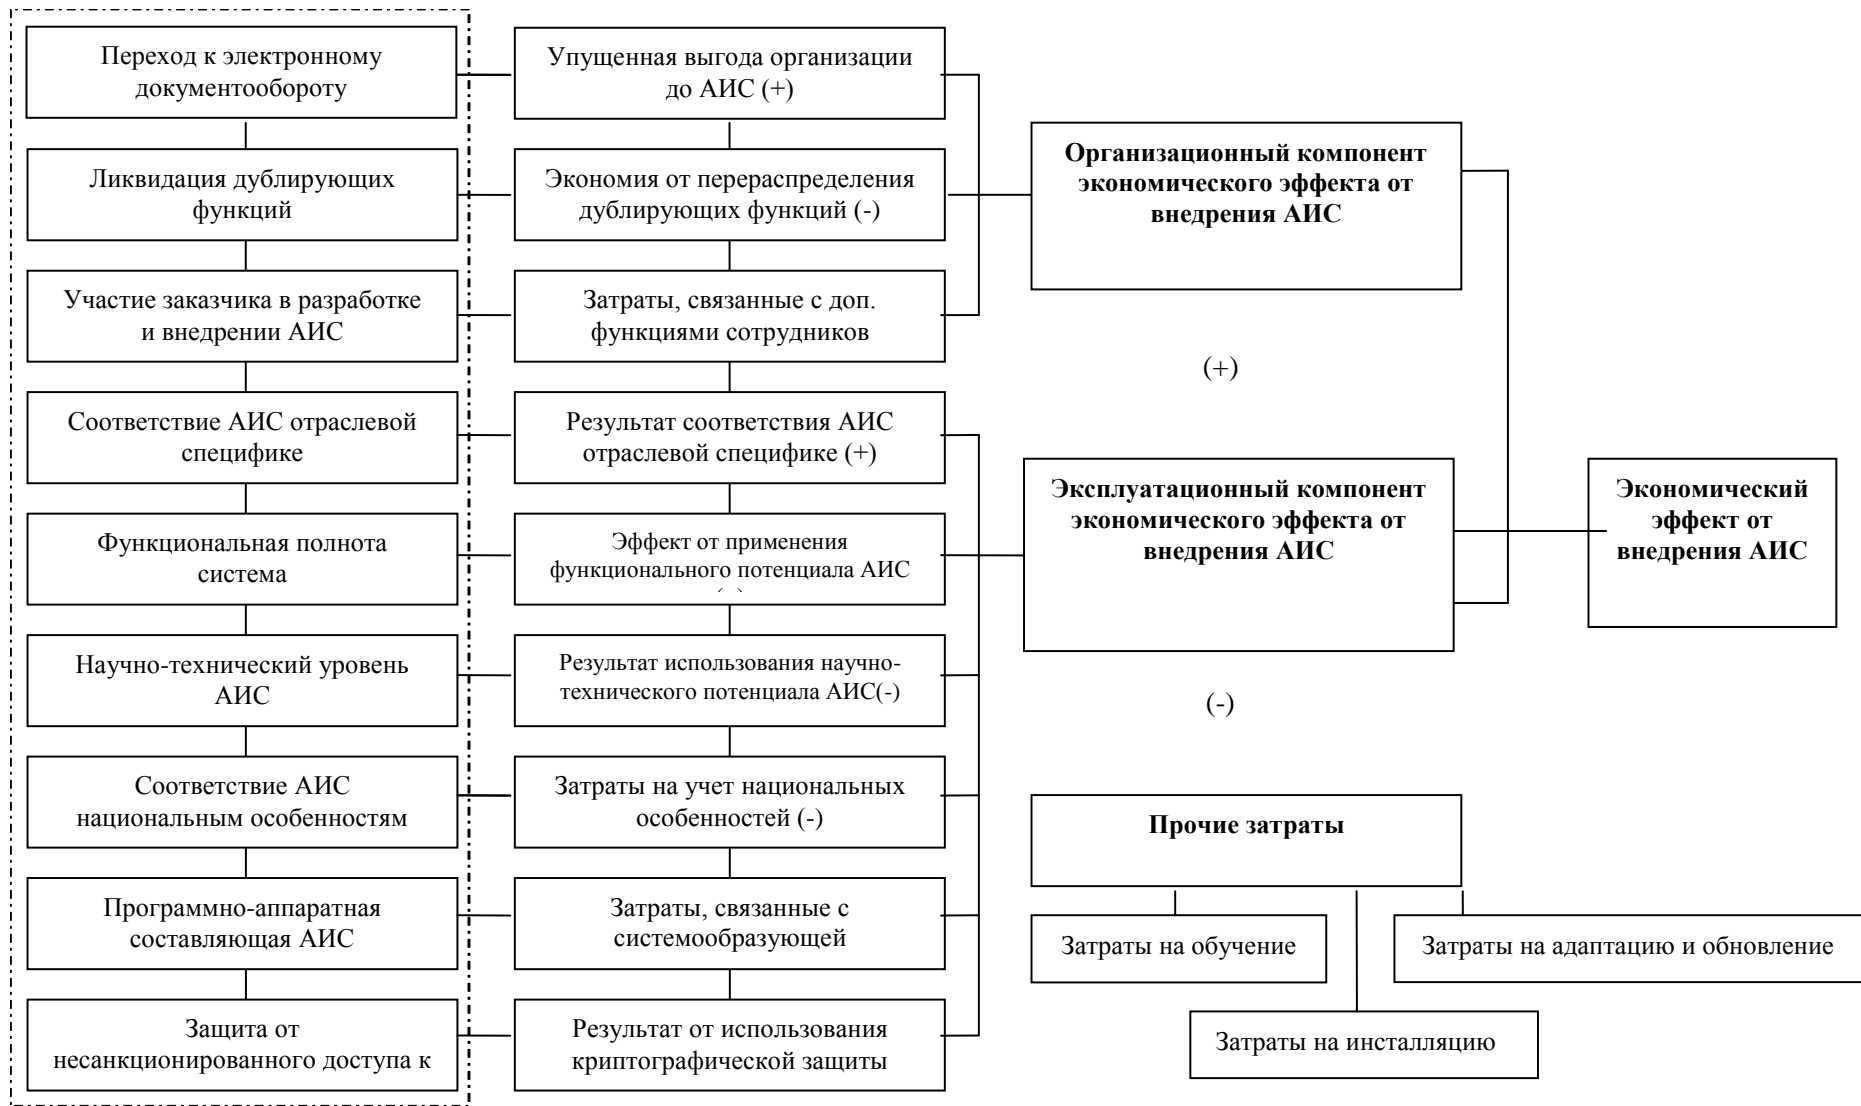 Переход к электронному
документообороту
Ликвидация дублирующих
функций
Участие заказчика в разработке
и внедрении АИС
Соответствие АИС отраслевой
специфике
Функциональная полнота
система
Научно-технический уровень
АИС
Соответствие АИС
национальным особенностям
Программно-аппаратная
составляющая АИС
Защита от
несанкционированного доступа к
Упущенная выгода организации
до АИС (+)
Экономия от перераспределения
дублирующих функций (-)
Затраты, связанные с доп.
функциями сотрудников
Результат соответствия АИС
отраслевой специфике (+)
Эффект от применения
функционального потенциала АИС
Результат использования научно-
технического потенциала АИС(-)
Затраты на учет национальных
особенностей (-)
Затраты, связанные с
системообразующей
Результат от использования
криптографической защиты
Организационный компонент
экономического эффекта от
внедрения АИС
(+)
Эксплуатационный компонент
экономического эффекта от
внедрения АИС
(-)
Экономический
эффект от
внедрения АИС
Прочие затраты
Затраты на обучение
Затраты на адаптацию и обновление
Затраты на инсталляцию